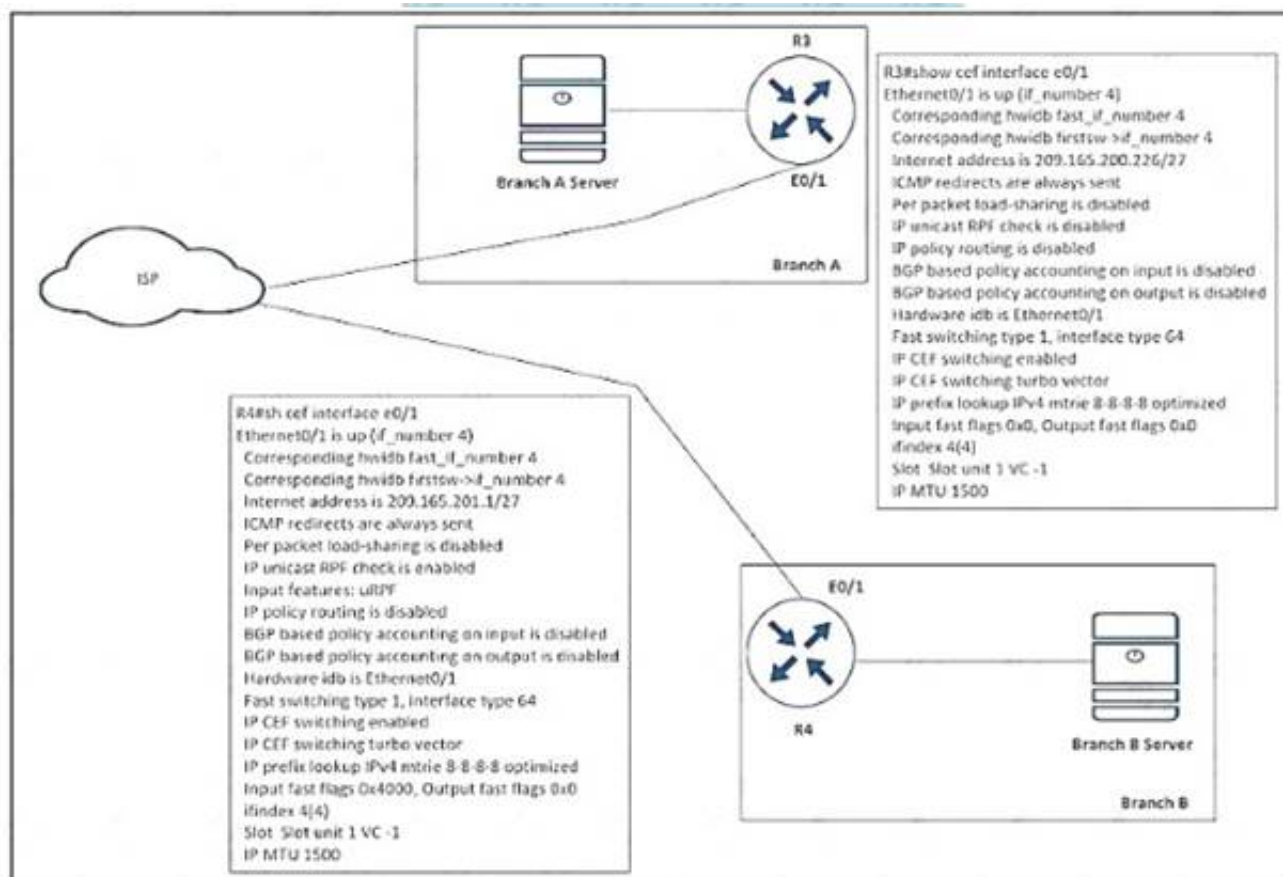 R3
R3#show cef interface e0/1
Ethernet0/1 is up (if_number 4)
Corresponding hwidb fast_if_number 4
Corresponding hwidb firstsw->if_number 4
Internet address is 209.165.200.226/27
ICMP redirects are always sent
Per packet load-sharing is disabled
IP unicast RPF check is disabled
IP policy routing is disabled
BGP based policy accounting on input is disabled
BGP based policy accounting on output is disabled
Hardware idb is Ethernet0/1
Fast switching type 1, interface type 64
IP CEF switching enabled
IP CEF switching turbo vector
IP prefix lookup IPv4 mtrie 8-8-8-8 optimized
Input fast flags 0x0, Output fast flags 0x0
ifindex 4(4)
Slot Slot unit 1 VC -1
IP MTU 1500
Branch A Server
E0/1
Branch A
ISP
R4#sh cef interface e0/1
Ethernet0/1 is up (if_number 4)
Corresponding hwidb fast_if_number 4
Corresponding hwidb firstsw->if_number 4
Internet address is 209.165.201.1/27
ICMP redirects are always sent
Per packet load-sharing is disabled
IP unicast RPF check is enabled
Input features: uRPF
IP policy routing is disabled
BGP based policy accounting on input is disabled
BGP based policy accounting on output is disabled
Hardware idb is Ethernet0/1
Fast switching type 1, interface type 64
IP CEF switching enabled
IP CEF switching turbo vector
IP prefix lookup IPv4 mtrie 8-8-8-8 optimized
Input fast flags 0x4000, Output fast flags 0x0
ifindex 4(4)
Slot Slot unit 1 VC -1
IP MTU 1500
E0/1
R4
Branch B Server
Branch B